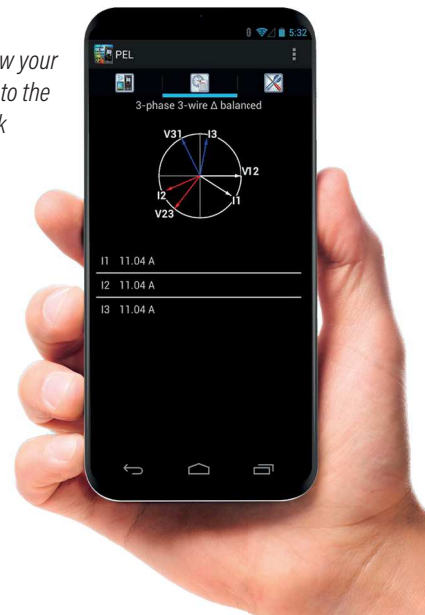 w your
to the
k
5:32
PEL
3-phase 3-wire Δ balanced
V31 I3
V12
I2 I1
V23
I1 11.04 A
I2 11.04 A
I3 11.04 A